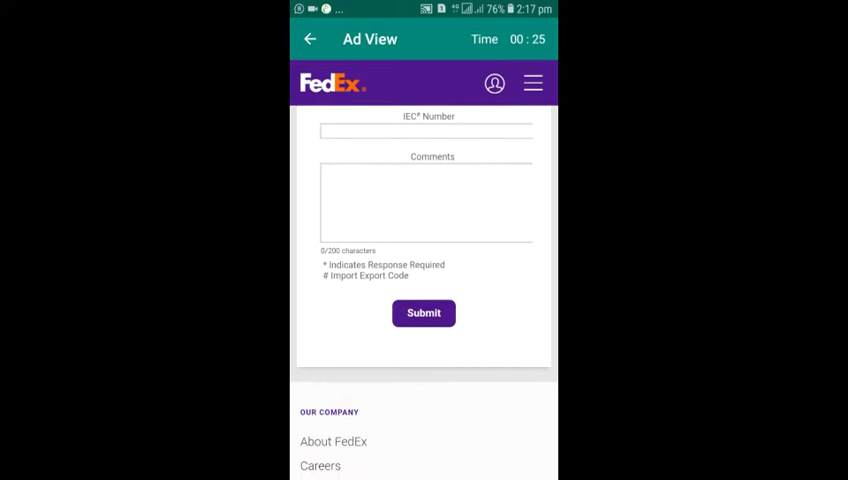 ... 4G 76% 2:17 pm
Ad View Time 00 : 25
FedEx
IEC# Number
Comments
0/200 characters
* Indicates Response Required
# Import Export Code
Submit
OUR COMPANY
About FedEx
Careers